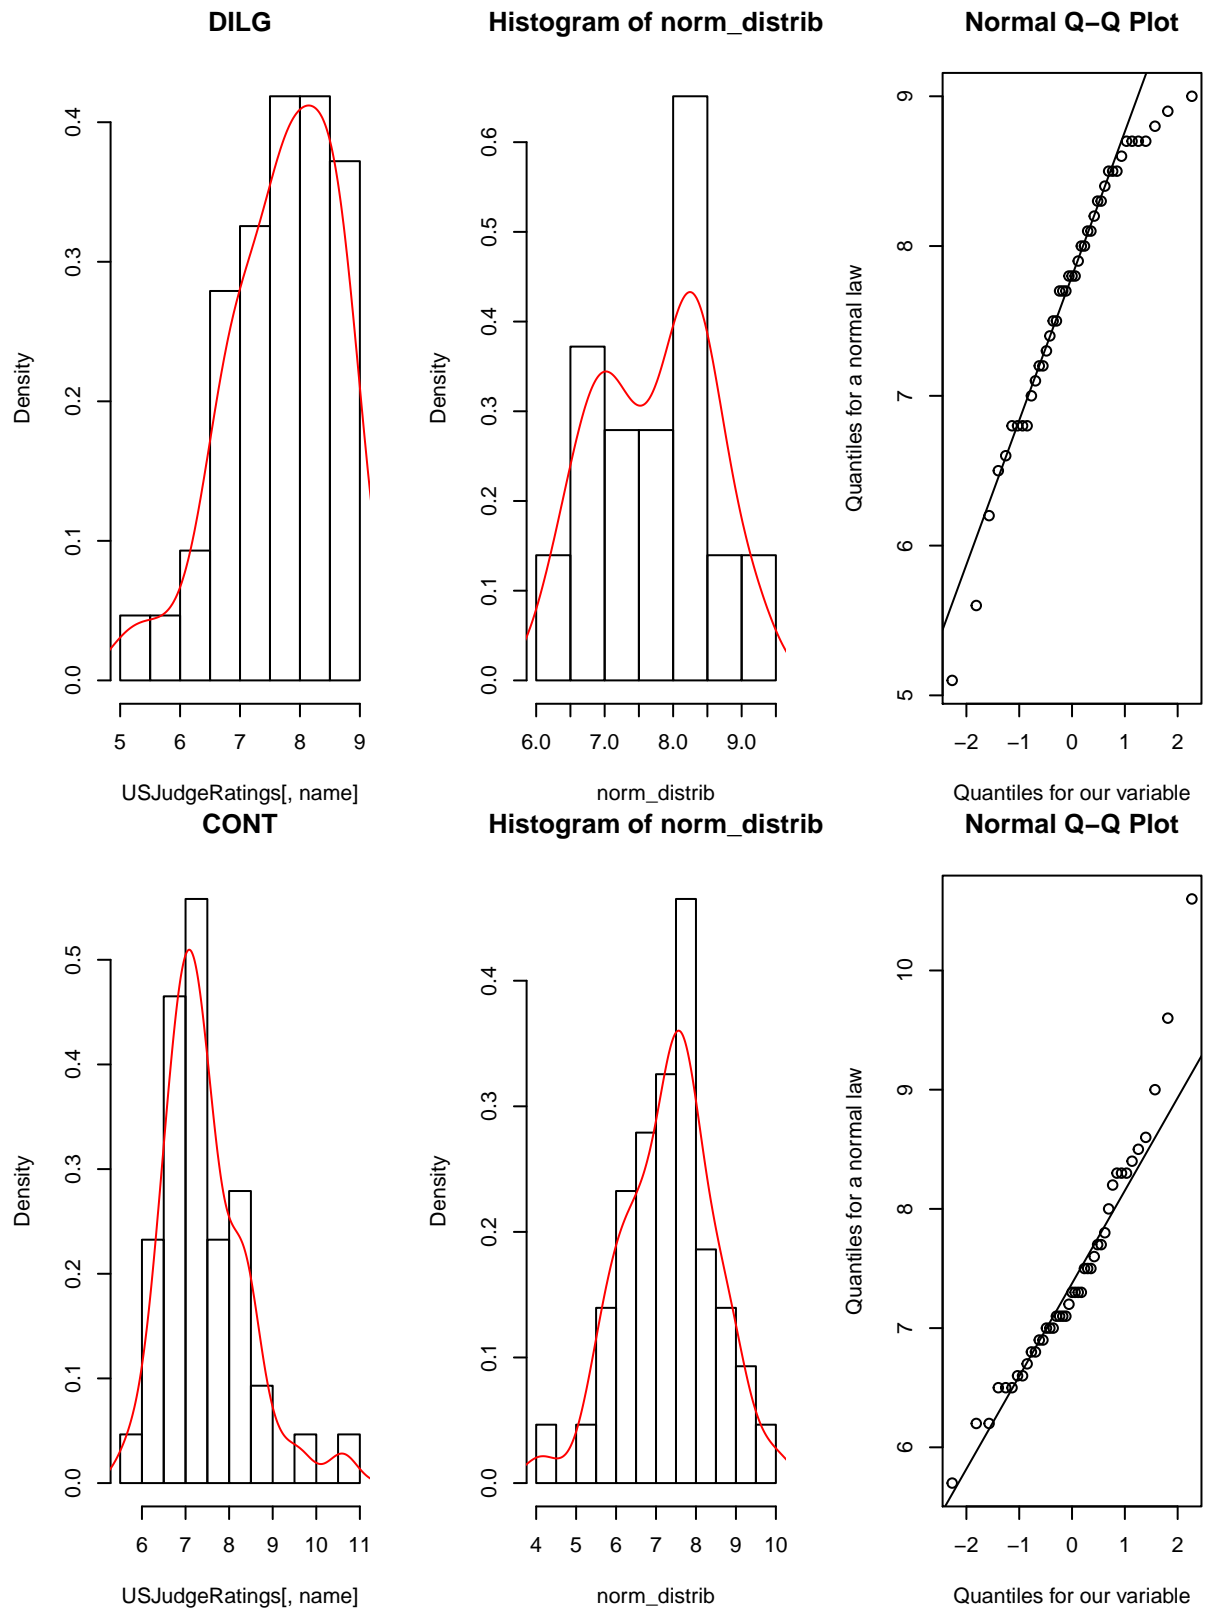 DILG
Histogram of norm_distrib
Normal Q−Q Plot
Density
0.0 0.1 0.2 0.3 0.4
5 6 7 8 9
USJudgeRatings[, name]
Density
0.0 0.1 0.2 0.3 0.4 0.5 0.6
6.0 7.0 8.0 9.0
norm_distrib
Quantiles for a normal law
5 6 7 8 9
−2 −1 0 1 2
Quantiles for our variable
CONT
Histogram of norm_distrib
Normal Q−Q Plot
Density
0.0 0.1 0.2 0.3 0.4 0.5
6 7 8 9 10 11
USJudgeRatings[, name]
Density
0.0 0.1 0.2 0.3 0.4
4 5 6 7 8 9 10
norm_distrib
Quantiles for a normal law
6 7 8 9 10
−2 −1 0 1 2
Quantiles for our variable